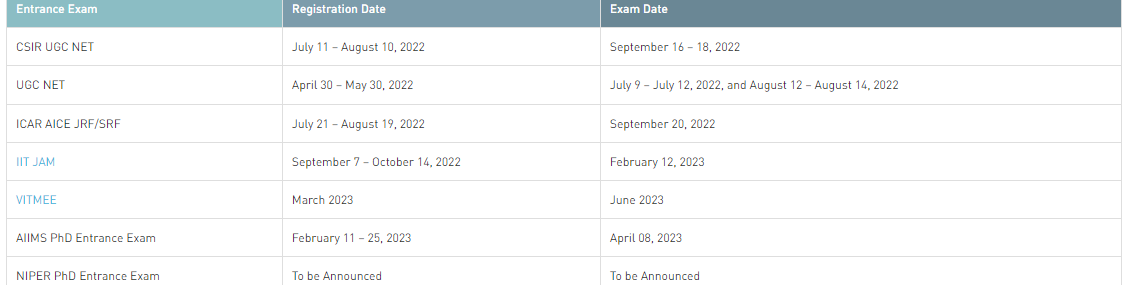 Entrance Exam Registration Date Exam Date
CSIR UGC NET July 11 – August 10, 2022 September 16 – 18, 2022
UGC NET April 30 – May 30, 2022 July 9 – July 12, 2022, and August 12 – August 14, 2022
ICAR AICE JRF/SRF July 21 – August 19, 2022 September 20, 2022
IIT JAM September 7 – October 14, 2022 February 12, 2023
VITMEE March 2023 June 2023
AIIMS PhD Entrance Exam February 11 – 25, 2023 April 08, 2023
NIPER PhD Entrance Exam To be Announced To be Announced